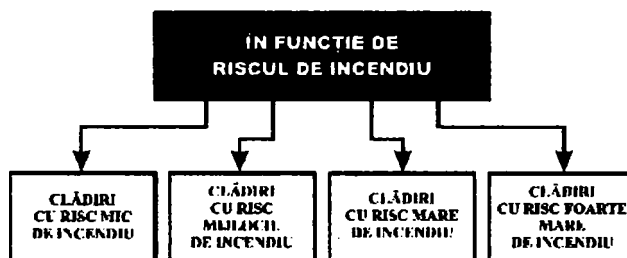 ÎN FUNCȚIE DE
RISCUL DE INCENDIU
CLĂDIRI
CU RISC MIC
DE INCENDIU
CLĂDIRI
CU RISC
MIJLOCIU
DE INCENDIU
CLĂDIRI
CU RISC MARE
DE INCENDIU
CLĂDIRI
CU RISC FOARTE
MARE
DE INCENDIU